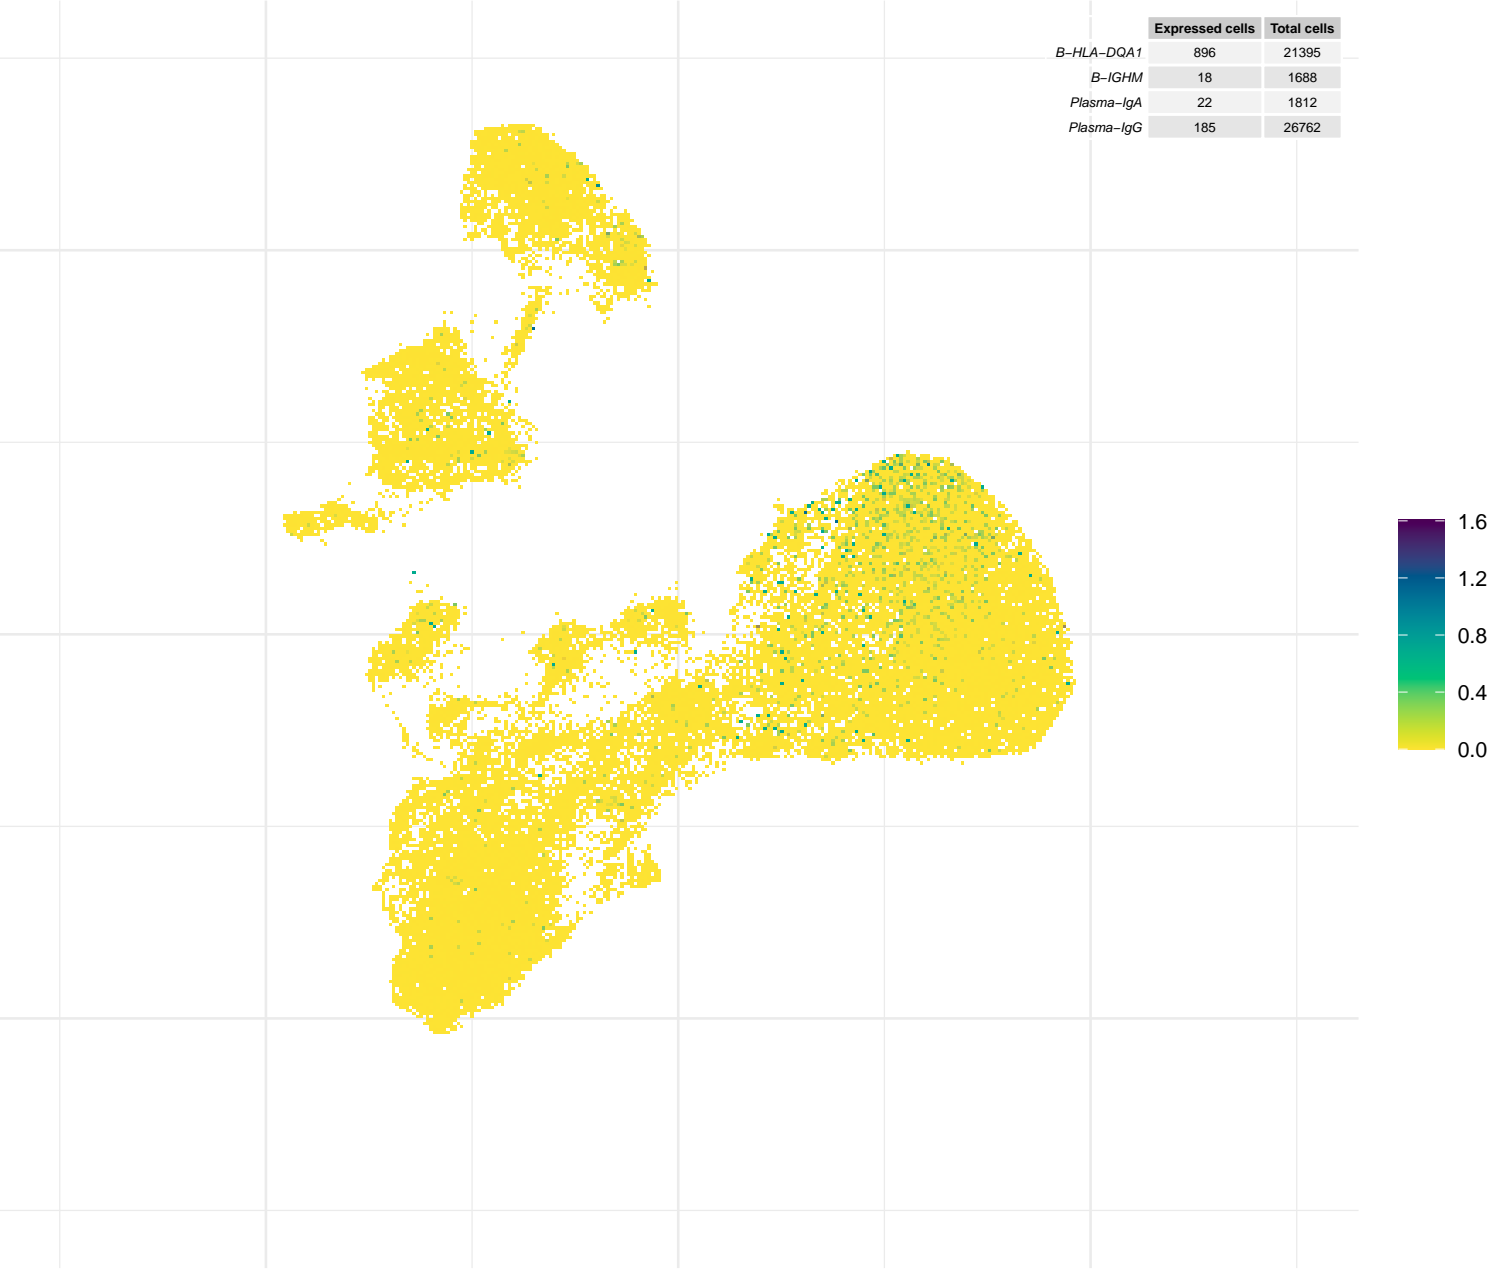 Expressed cells Total cells
B-HLA-DQA1 896 21395
B-IGHM 18 1688
Plasma-IgA 22 1812
Plasma-IgG 185 26762
1.6
1.2
0.8
0.4
0.0